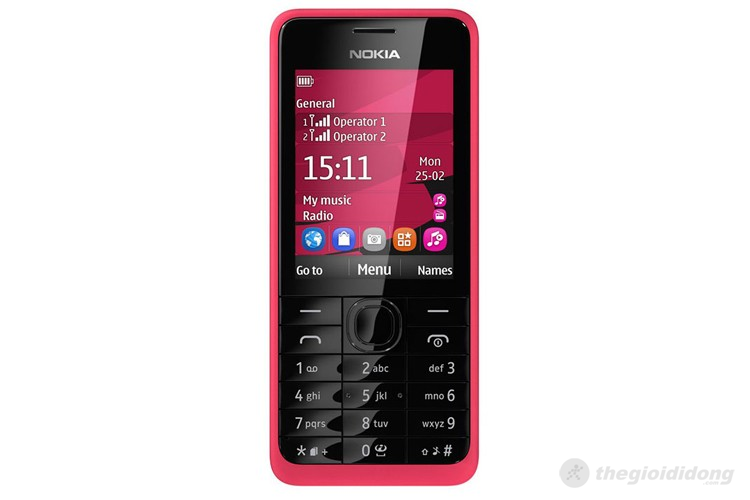 NOKIA
General
1 Operator 1
2 Operator 2
15:11 Mon 25-02
My music
Radio
Go to Menu Names
1 2 abc def 3
4 ghi 5 jkl mno 6
7 pqrs 8 tuv wxyz 9
* + 0 #
thegioididong
.com